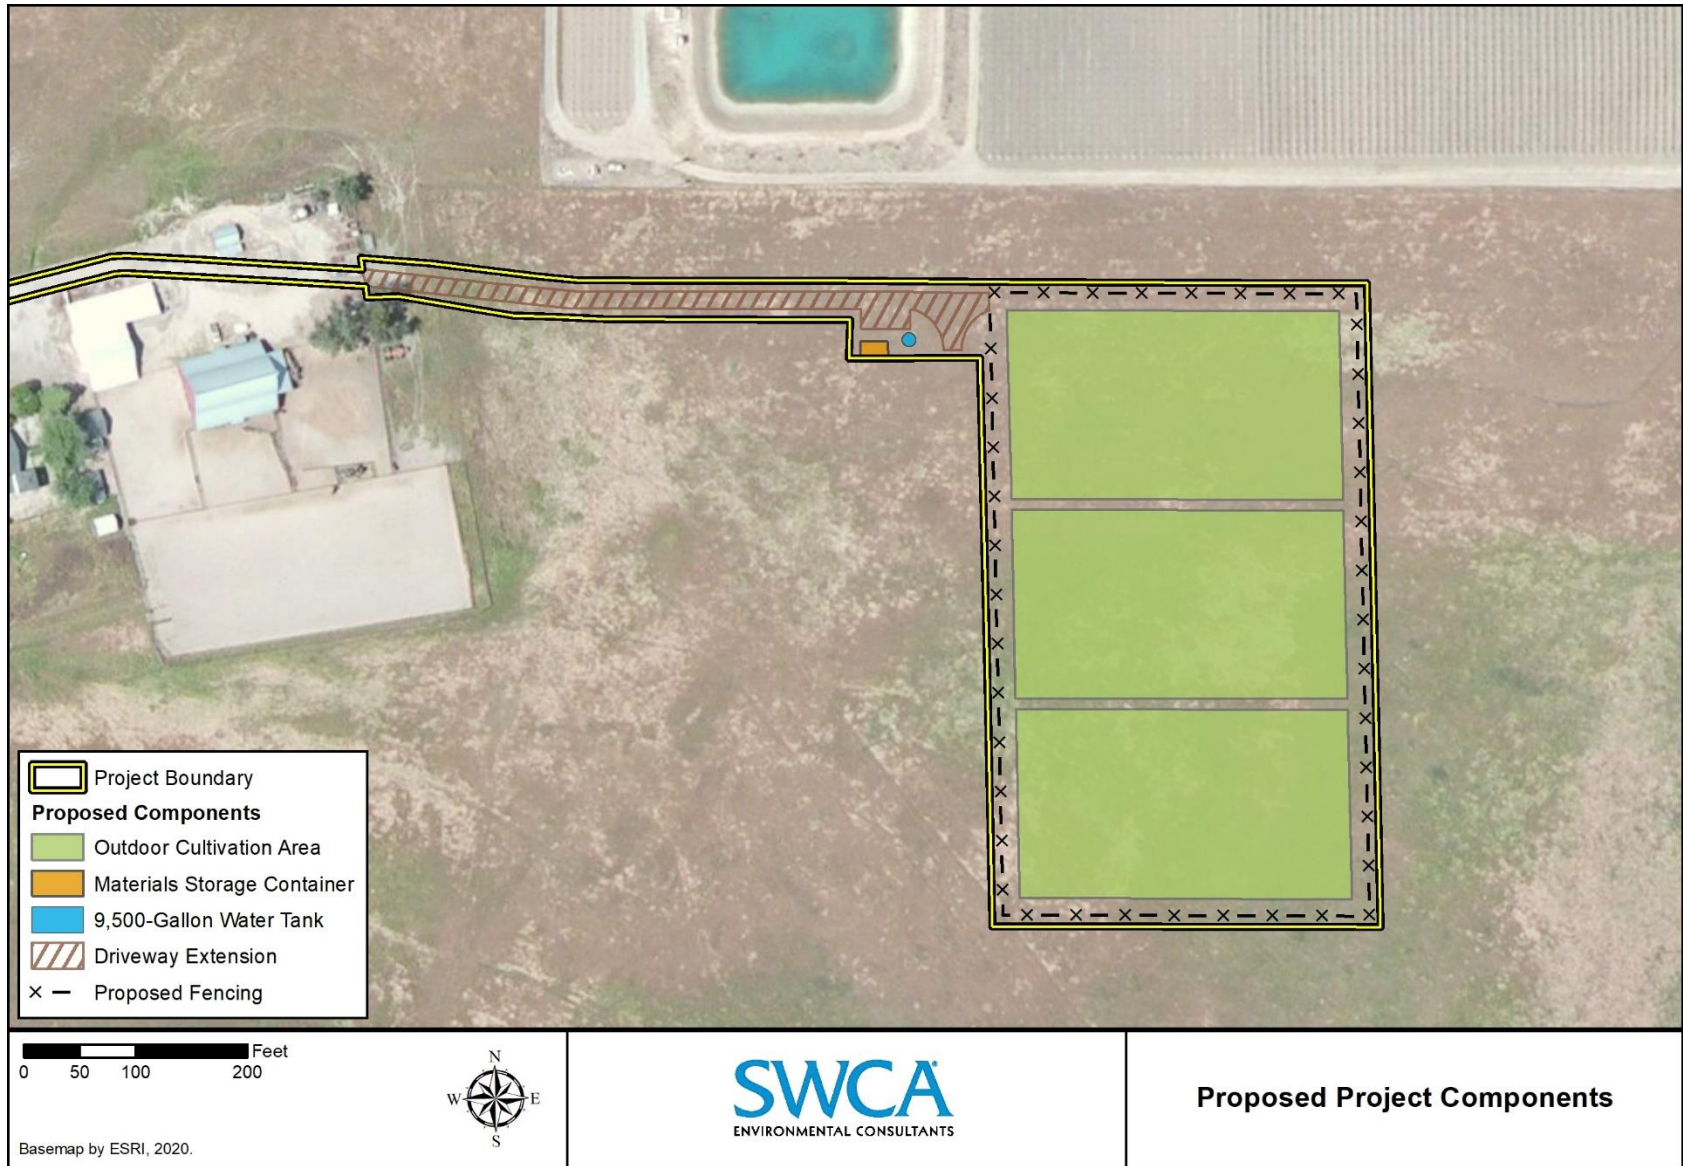 Project Boundary
Proposed Components
Outdoor Cultivation Area
Materials Storage Container
9,500-Gallon Water Tank
Driveway Extension
Proposed Fencing
Feet
0 50 100 200
N
W E
S
Basemap by ESRI, 2020.
SWCA®
ENVIRONMENTAL CONSULTANTS
Proposed Project Components